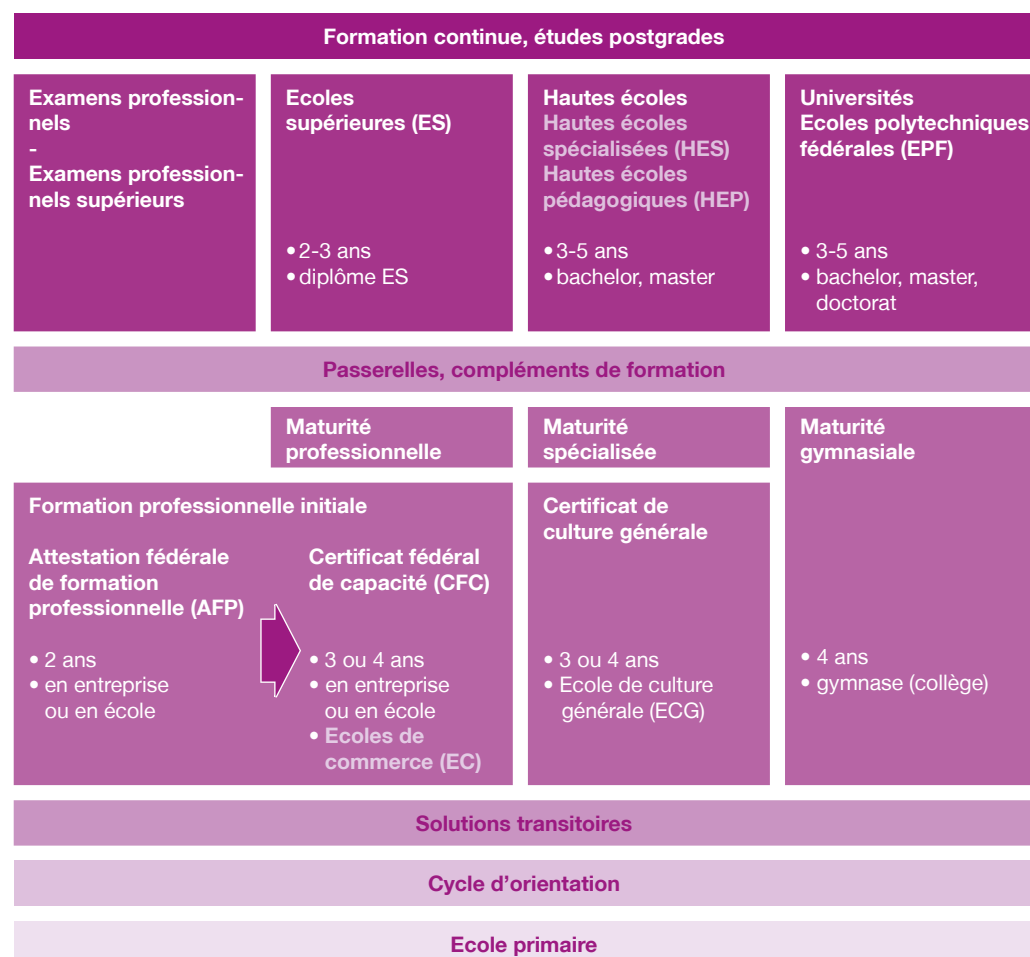 Formation continue, études postgrades
Examens profession-
nels
-
Examens profession-
nels supérieurs
Ecoles
supérieures (ES)
• 2-3 ans
• diplôme ES
Hautes écoles
Hautes écoles
spécialisées (HES)
Hautes écoles
pédagogiques (HEP)
• 3-5 ans
• bachelor, master
Universités
Ecoles polytechniques
fédérales (EPF)
• 3-5 ans
• bachelor, master,
doctorat
Passerelles, compléments de formation
Maturité
professionnelle
Maturité
spécialisée
Maturité
gymnasiale
Formation professionnelle initiale
Attestation fédérale
de formation
professionnelle (AFP)
• 2 ans
• en entreprise
ou en école
Certificat fédéral
de capacité (CFC)
• 3 ou 4 ans
• en entreprise
ou en école
• Ecoles de
commerce (EC)
Certificat de
culture générale
• 3 ou 4 ans
• Ecole de culture
générale (ECG)
• 4 ans
• gymnase (collège)
Solutions transitoires
Cycle d'orientation
Ecole primaire